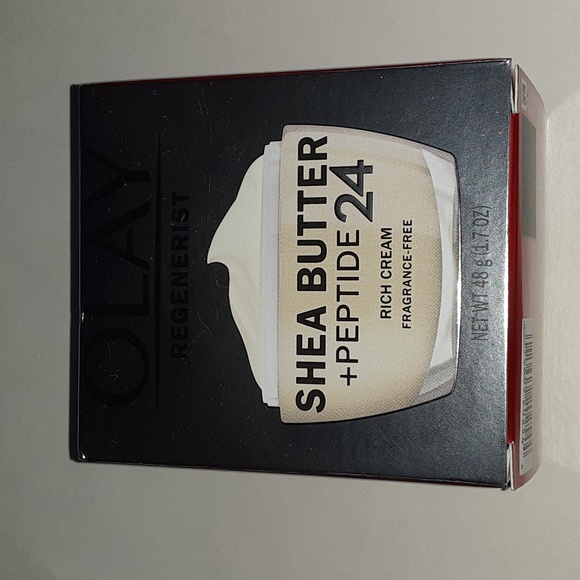 OLAY
REGENERIST
SHEA BUTTER
+PEPTIDE 24
RICH CREAM
FRAGRANCE-FREE
NET WT 48 g (1.7 OZ)